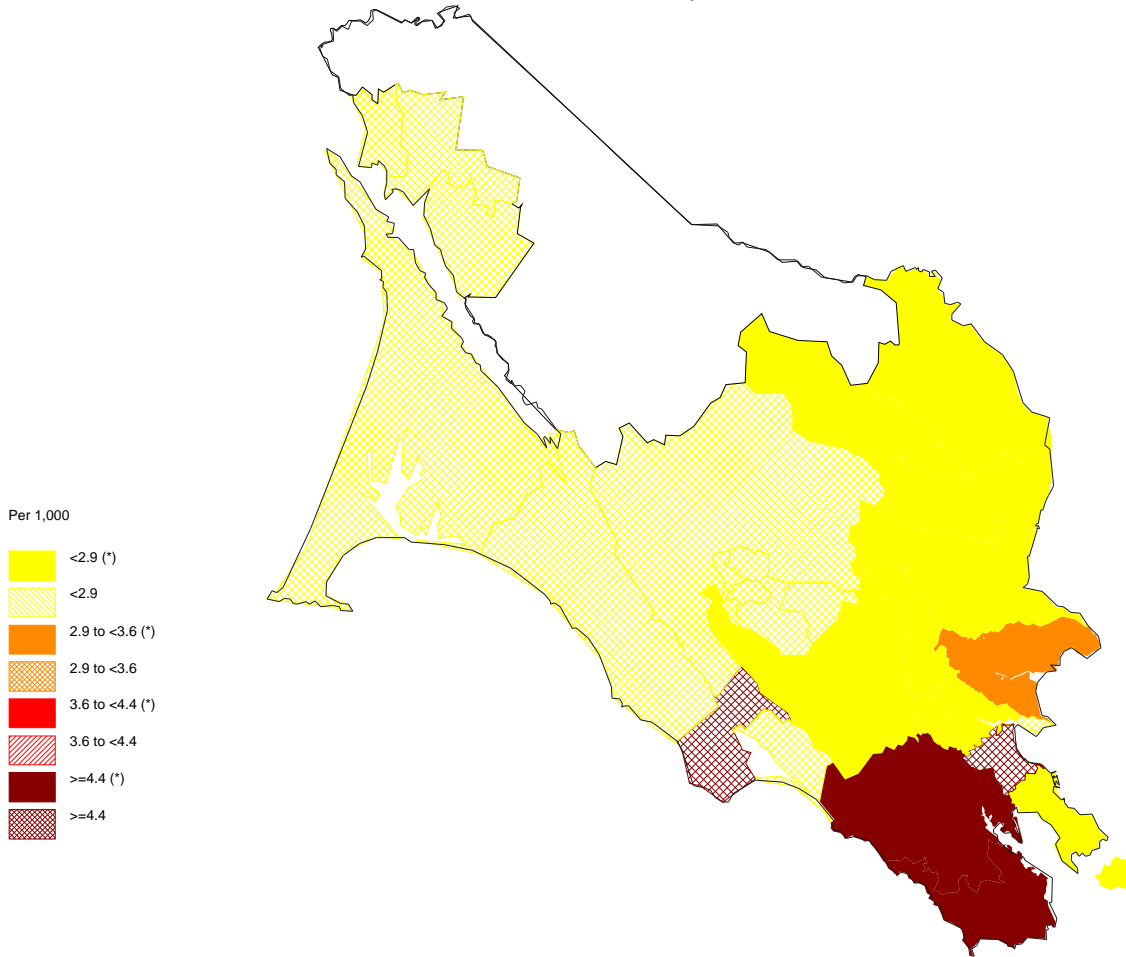 Per 1,000
<2.9 (*)
<2.9
2.9 to <3.6 (*)
2.9 to <3.6
3.6 to <4.4 (*)
3.6 to <4.4
>=4.4 (*)
>=4.4